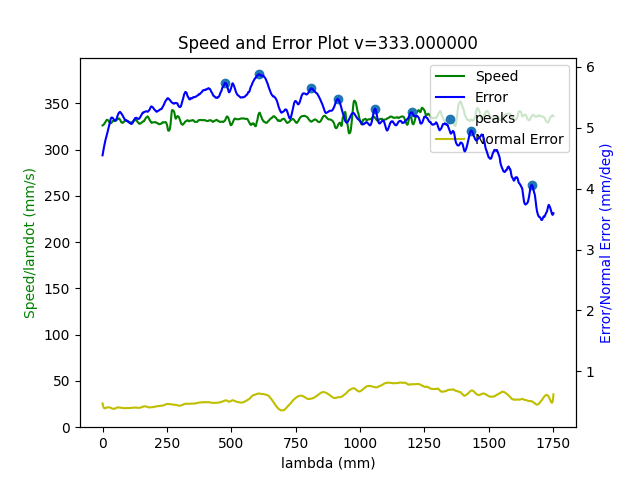 Speed and Error Plot v=333.000000
Speed
Error
peaks
Normal Error
350
300
250
200
150
100
50
0
6
5
4
3
2
1
0
250
500
750
1000
1250
1500
1750
lambda (mm)
Speed/lamdot (mm/s)
Error/Normal Error (mm/deg)